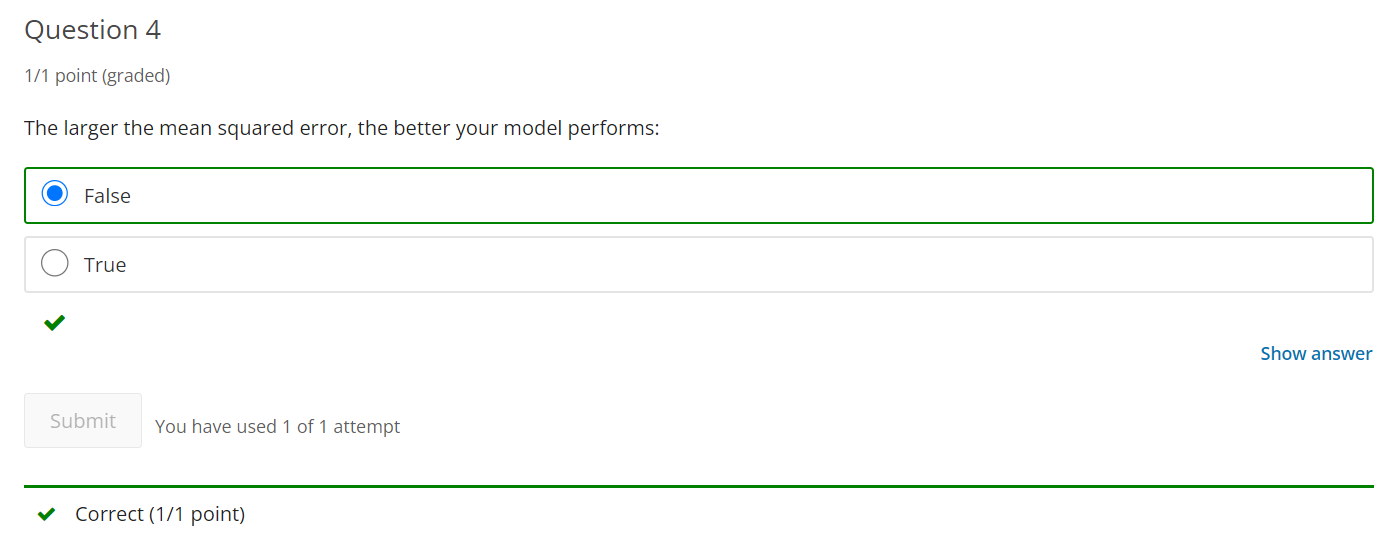 Question 4
1/1 point (graded)
The larger the mean squared error, the better your model performs:
False
True
Show answer
Submit
You have used 1 of 1 attempt
Correct (1/1 point)